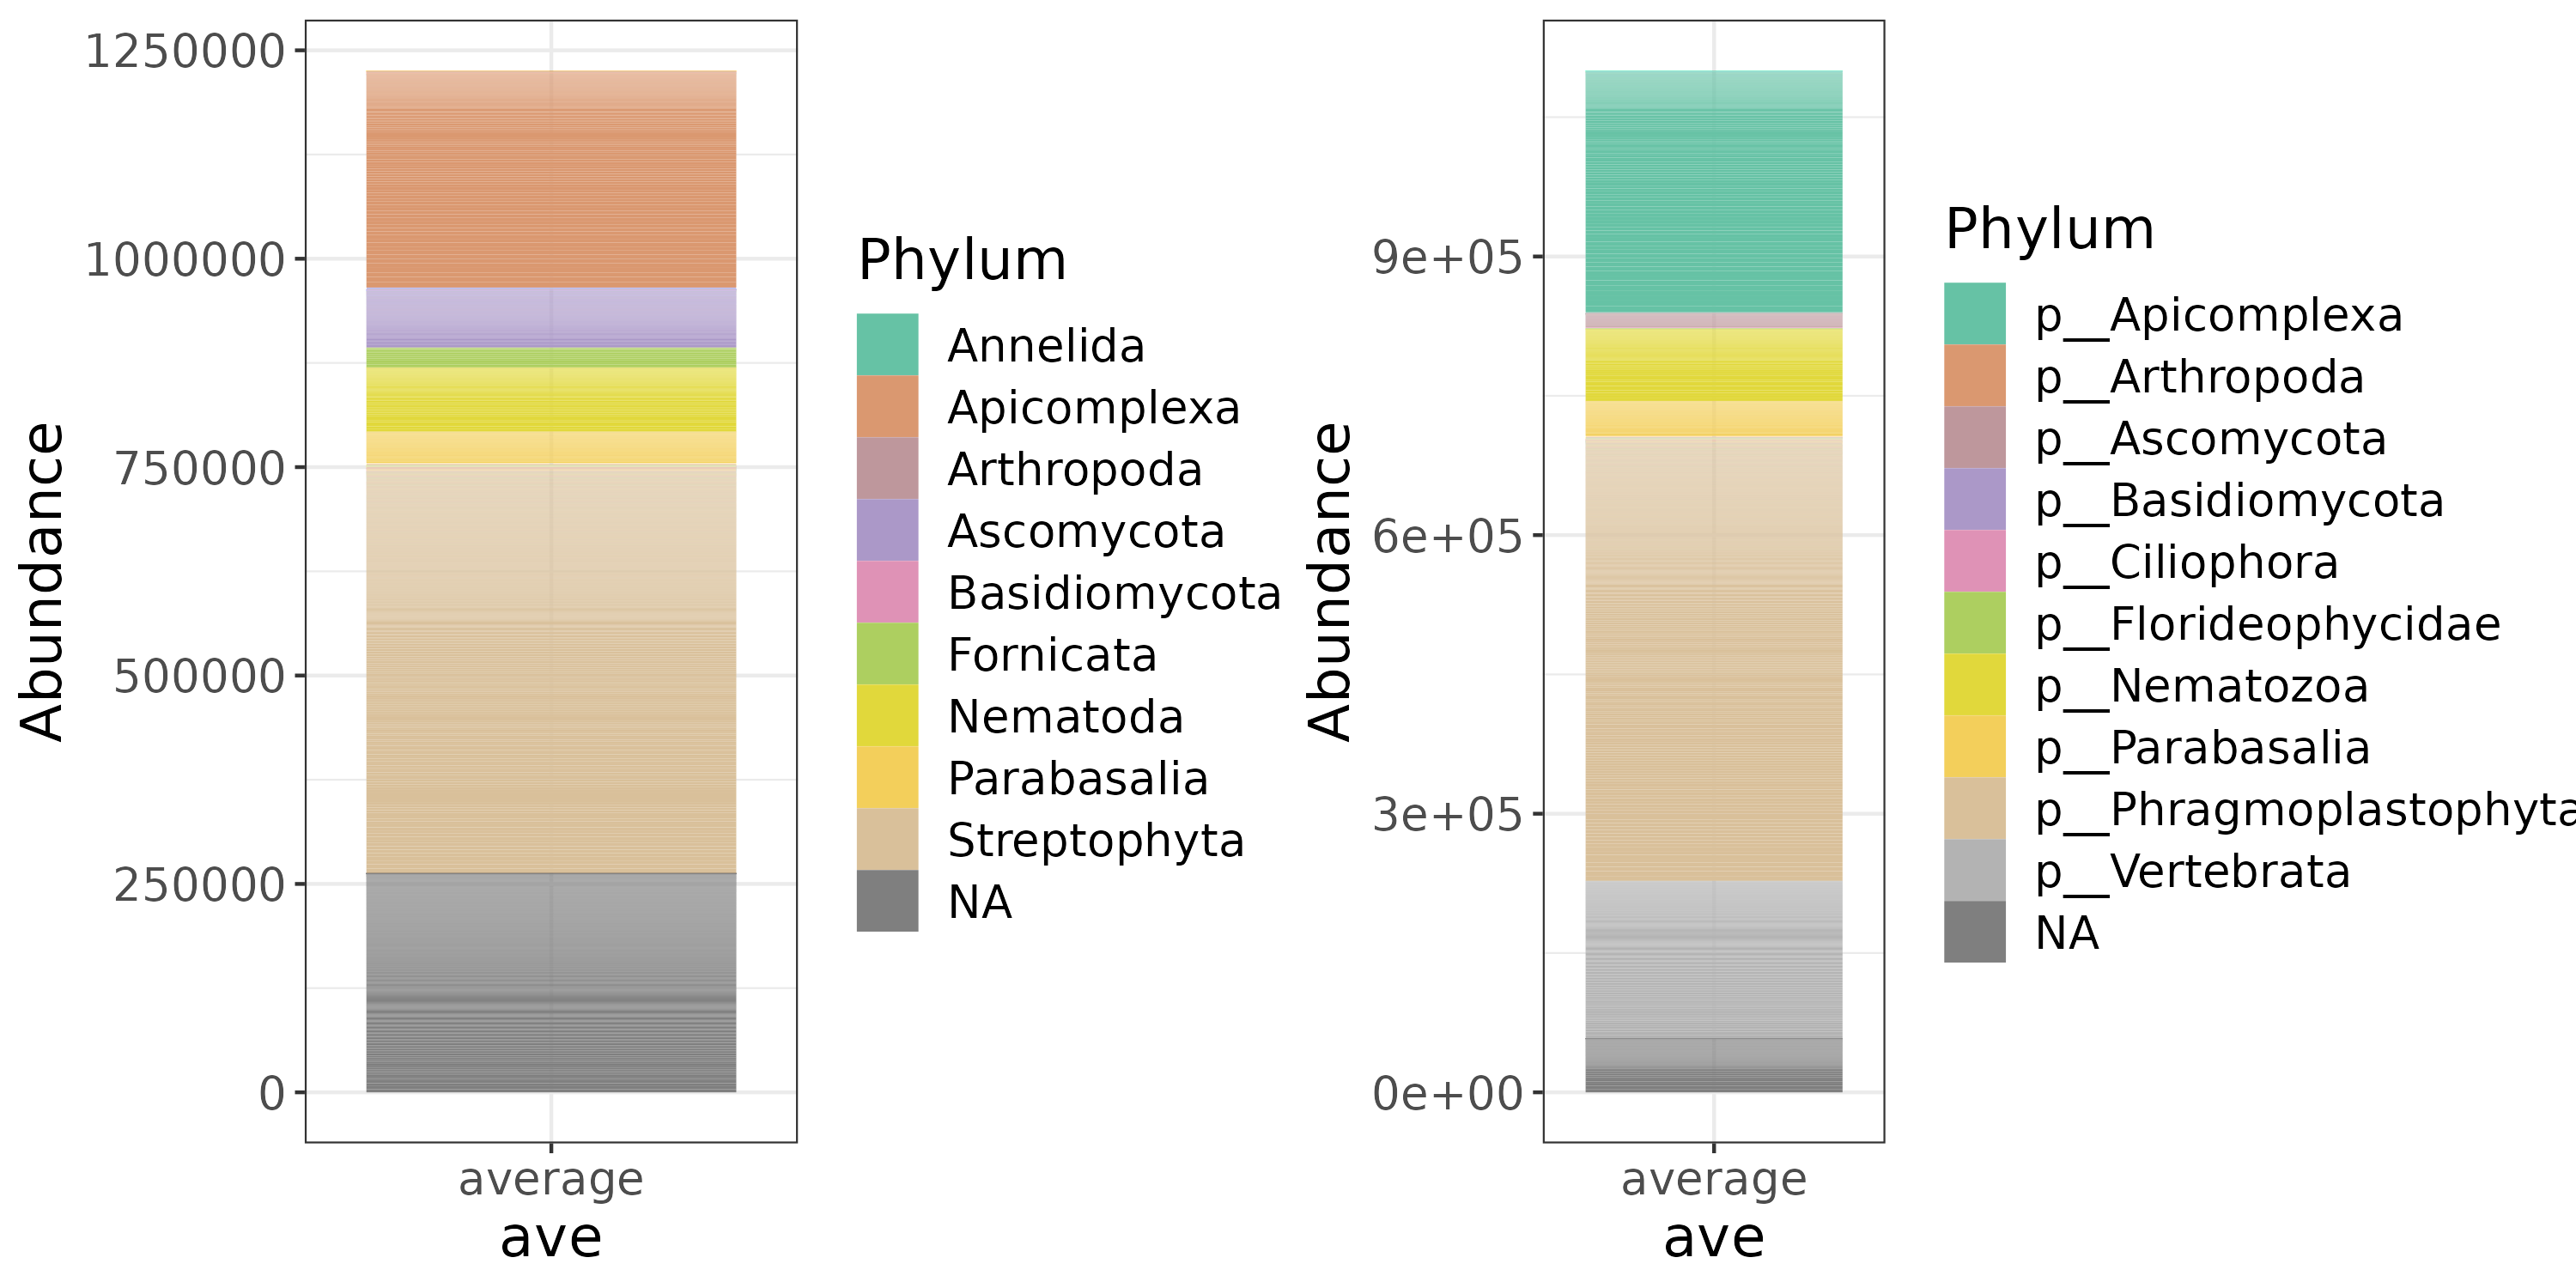 Abundance
1250000
1000000
750000
500000
250000
0
average
ave
Phylum
Annelida
Apicomplexa
Arthropoda
Ascomycota
Basidiomycota
Fornicata
Nematoda
Parabasalia
Streptophyta
NA
Abundance
9e+05
6e+05
3e+05
0e+00
average
ave
Phylum
p__Apicomplexa
p__Arthropoda
p__Ascomycota
p__Basidiomycota
p__Ciliophora
p__Florideophycidae
p__Nematozoa
p__Parabasalia
p__Phragmoplastophyta
p__Vertebrata
NA